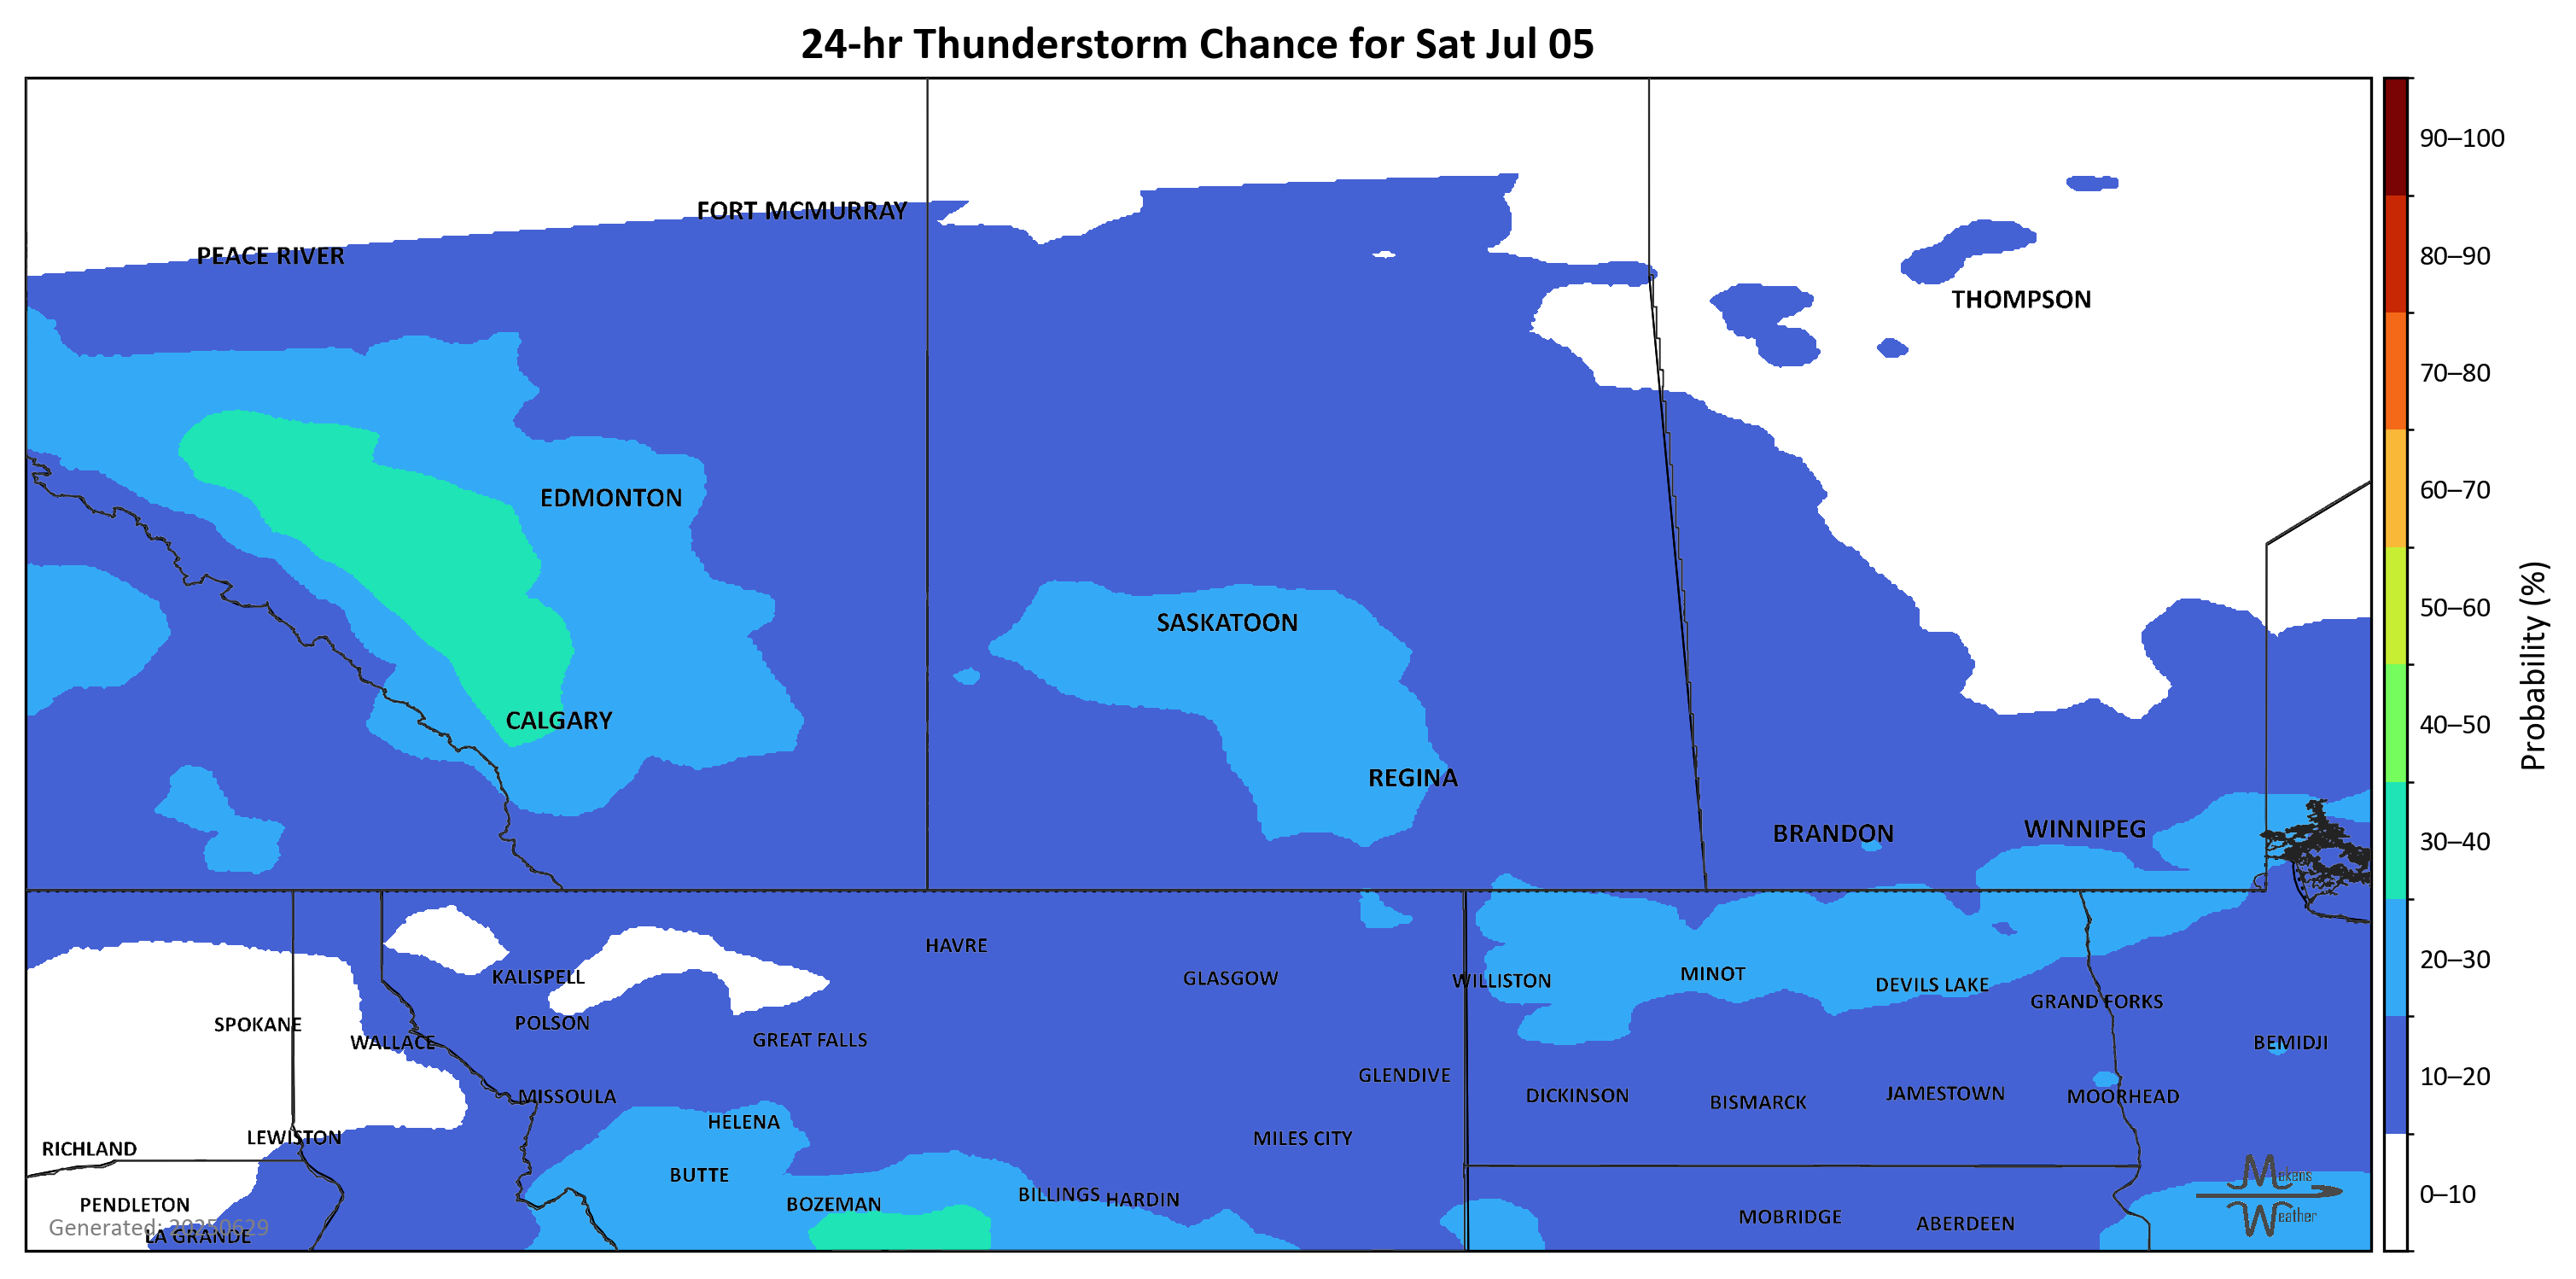 24-hr Thunderstorm Chance for Sat Jul 05
90–100
FORT MCMURRAY
PEACE RIVER
80–90
THOMPSON
70–80
60–70
EDMONTON
50–60
SASKATOON
Probability (%)
CALGARY
40–50
REGINA
WINNIPEG
BRANDON
30–40
HAVRE
20–30
KALISPELL
GLASGOW
WILLISTON
MINOT
DEVILS LAKE
GRAND FORKS
SPOKANE
POLSON
GREAT FALLS
WALLACE
BEMIDJI
GLENDIVE
10–20
MISSOULA
DICKINSON
BISMARCK
JAMESTOWN
MOORHEAD
HELENA
LEWISTON
MILES CITY
RICHLAND
BUTTE
Makens
Weather
0–10
BILLINGS
HARDIN
PENDLETON
BOZEMAN
MOBRIDGE
ABERDEEN
Generated: 20250629
LA GRANDE